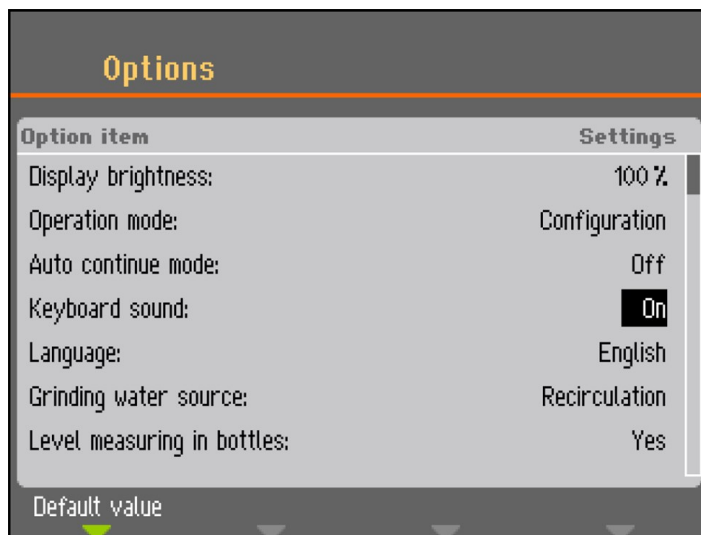 Options
Option item Settings
Display brightness: 100 %
Operation mode: Configuration
Auto continue mode: Off
Keyboard sound: On
Language: English
Grinding water source: Recirculation
Level measuring in bottles: Yes
Default value